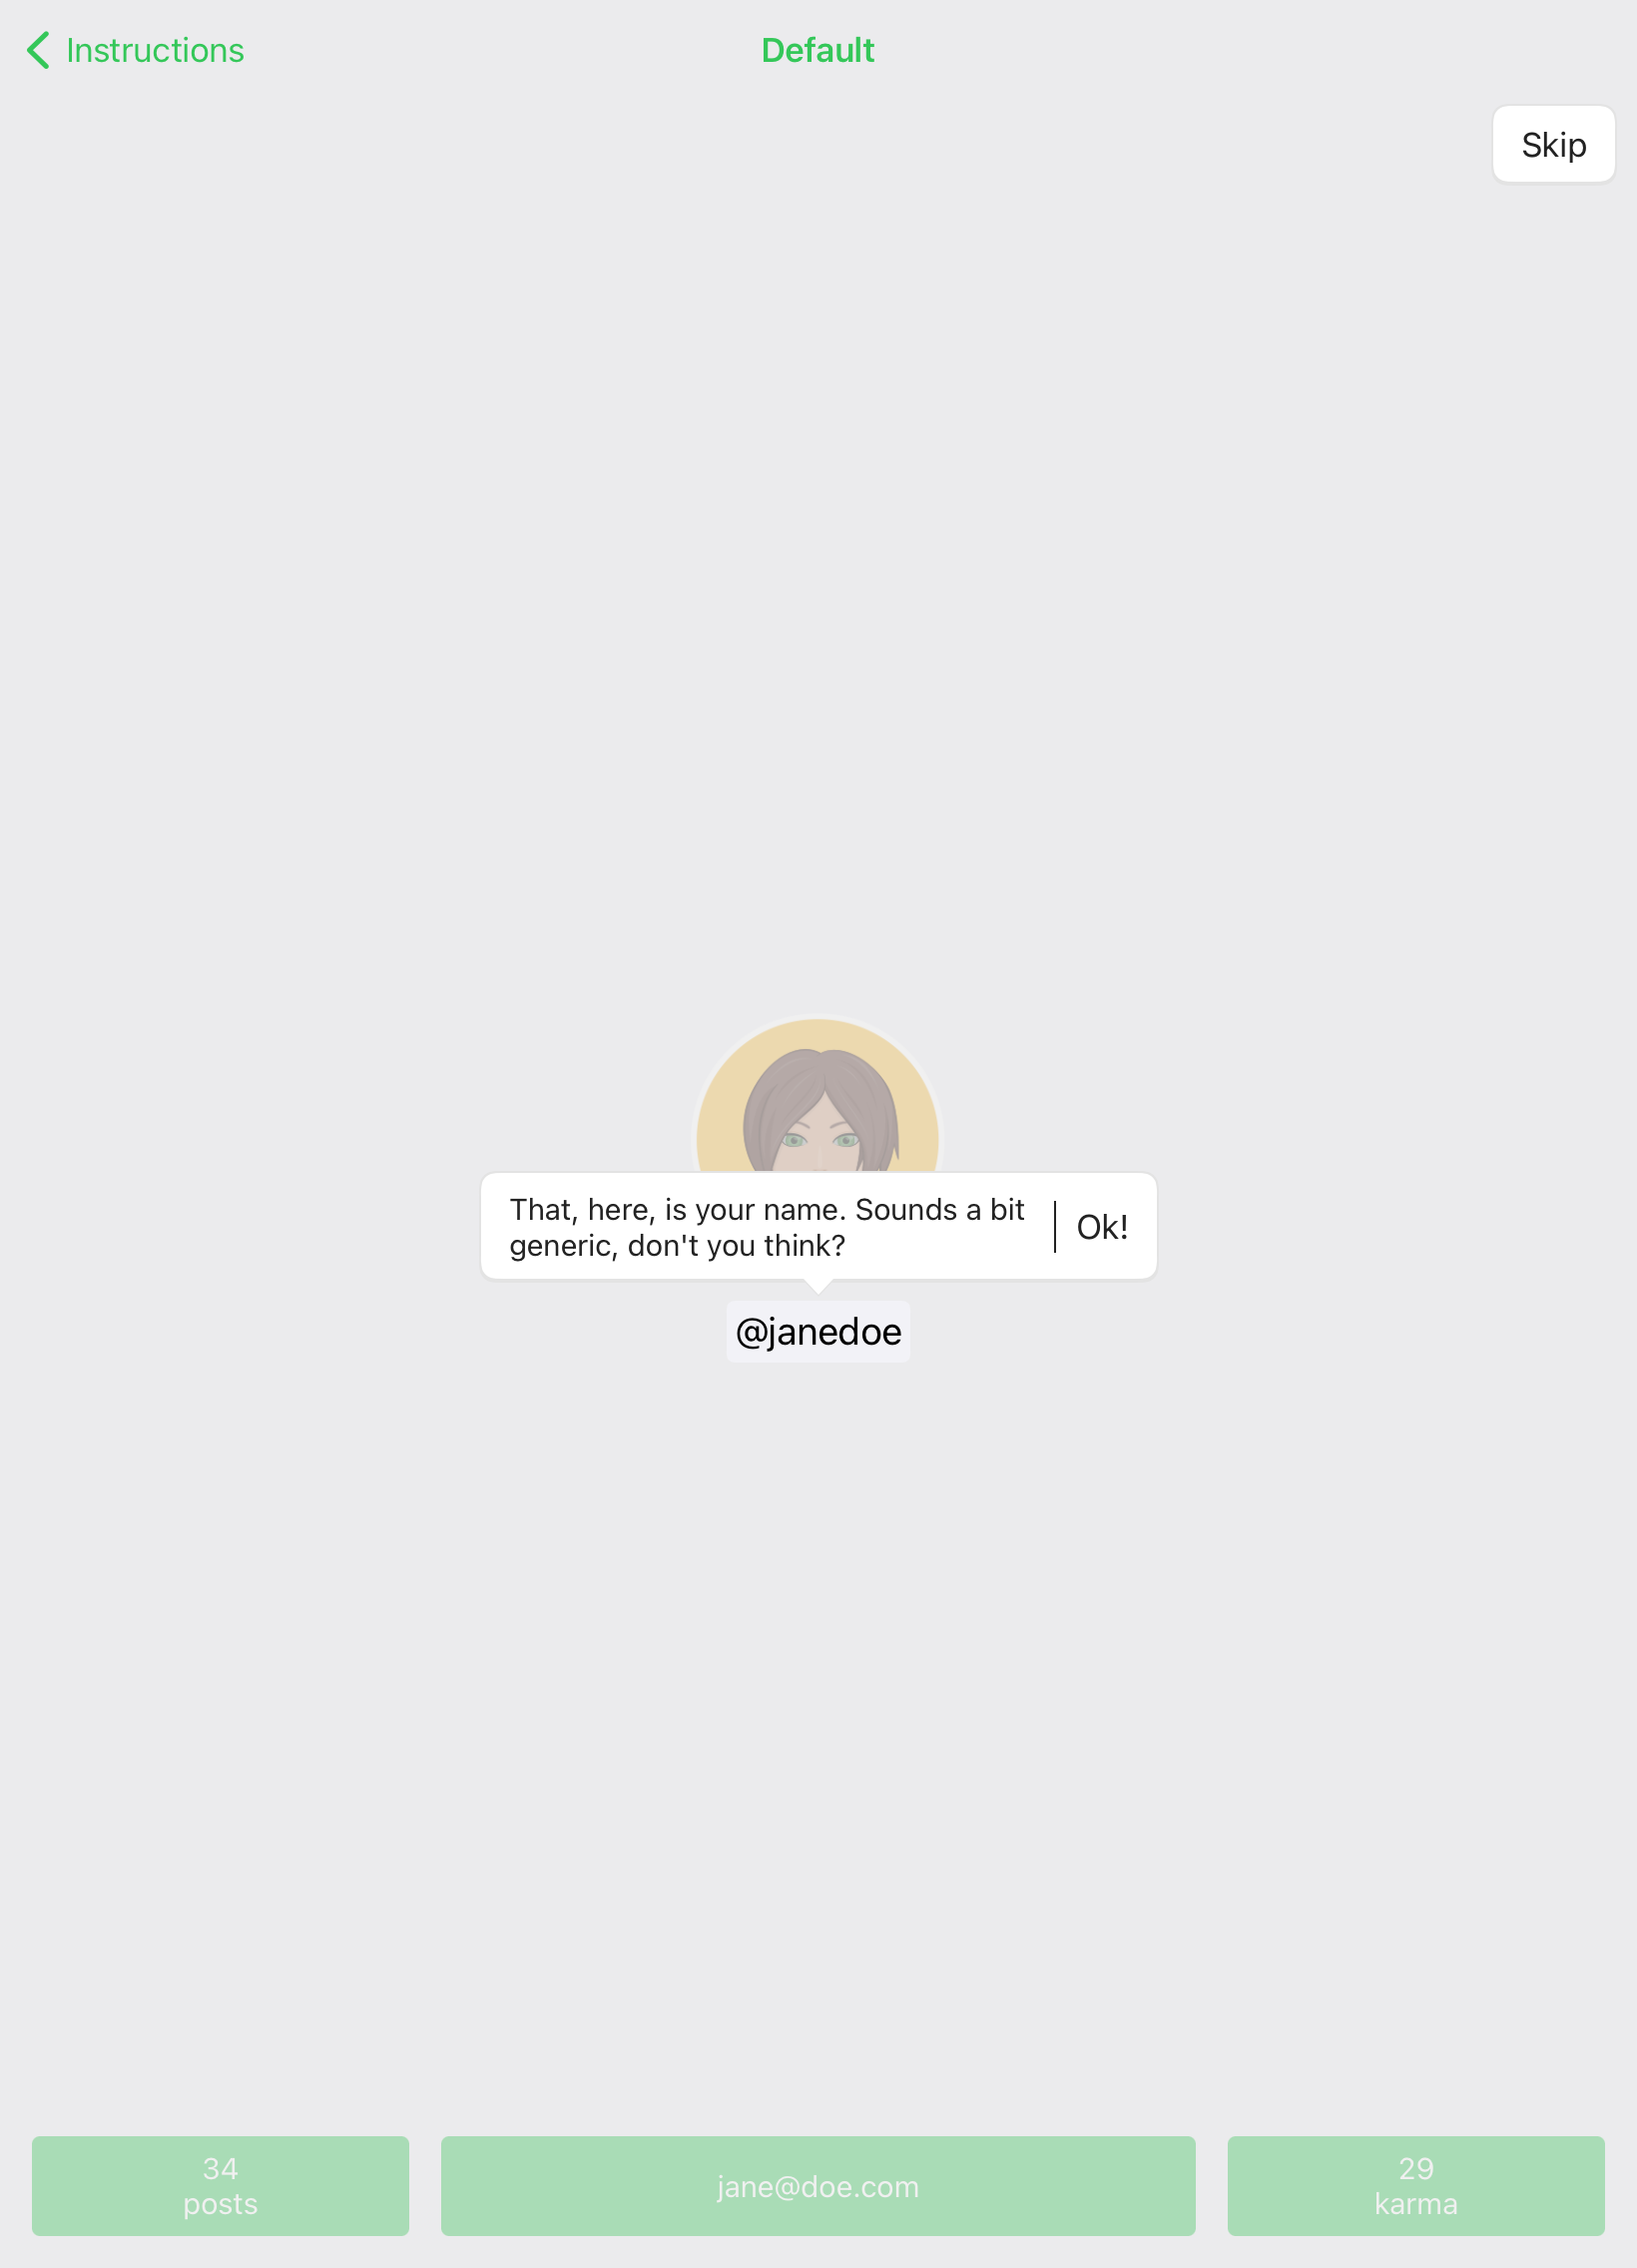 Instructions
Default
Skip
That, here, is your name. Sounds a bit
generic, don't you think?
Ok!
@janedoe
34
posts
jane@doe.com
29
karma